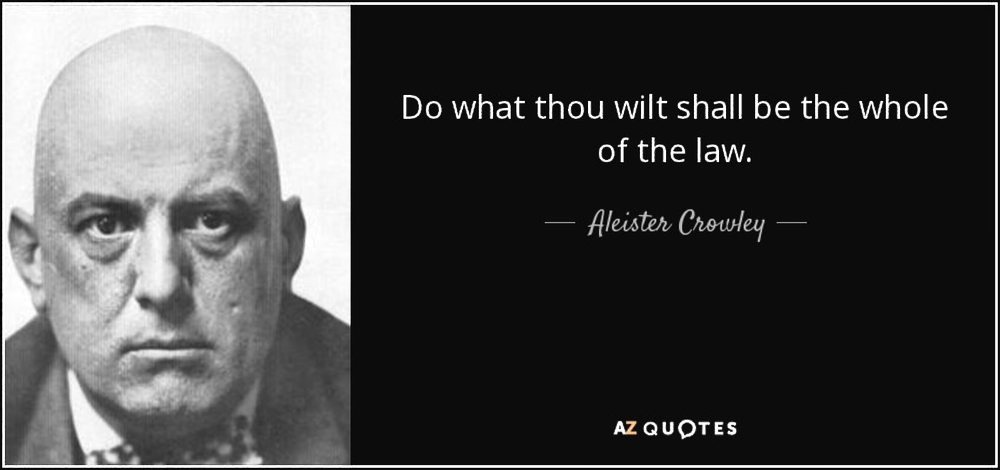 Do what thou wilt shall be the whole
of the law.
Aleister Crowley
AZ QUOTES